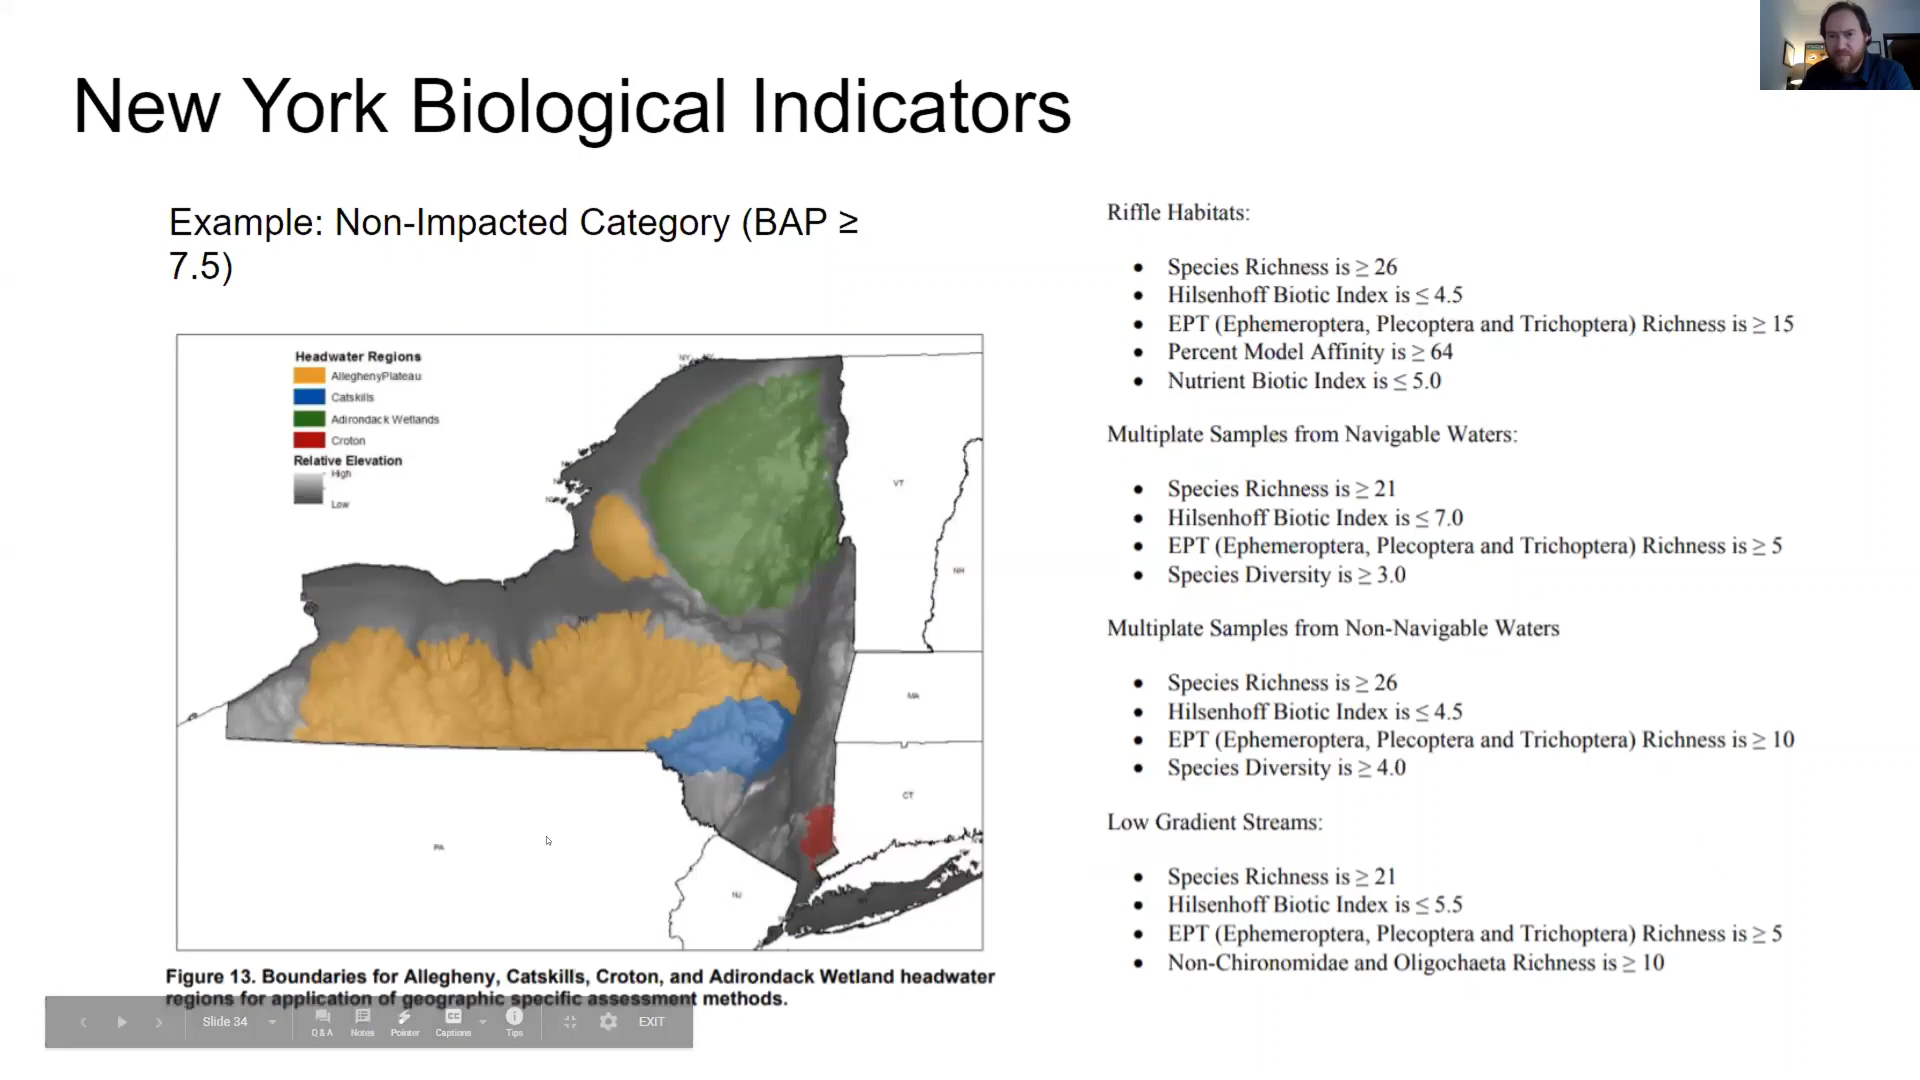 New York Biological Indicators
Example: Non-Impacted Category (BAP ≥
7.5)
Headwater Regions
AlleghenyPlateau
Catskills
Adirondack Wetlands
Croton
Relative Elevation
High
Low
NY
VT
NH
MA
CT
PA
NJ
Figure 13. Boundaries for Allegheny, Catskills, Croton, and Adirondack Wetland headwater
regions for application of geographic specific assessment methods.
Riffle Habitats:
• Species Richness is ≥ 26
• Hilsenhoff Biotic Index is ≤ 4.5
• EPT (Ephemeroptera, Plecoptera and Trichoptera) Richness is ≥ 15
• Percent Model Affinity is ≥ 64
• Nutrient Biotic Index is ≤ 5.0
Multiplate Samples from Navigable Waters:
• Species Richness is ≥ 21
• Hilsenhoff Biotic Index is ≤ 7.0
• EPT (Ephemeroptera, Plecoptera and Trichoptera) Richness is ≥ 5
• Species Diversity is ≥ 3.0
Multiplate Samples from Non-Navigable Waters
• Species Richness is ≥ 26
• Hilsenhoff Biotic Index is ≤ 4.5
• EPT (Ephemeroptera, Plecoptera and Trichoptera) Richness is ≥ 10
• Species Diversity is ≥ 4.0
Low Gradient Streams:
• Species Richness is ≥ 21
• Hilsenhoff Biotic Index is ≤ 5.5
• EPT (Ephemeroptera, Plecoptera and Trichoptera) Richness is ≥ 5
• Non-Chironomidae and Oligochaeta Richness is ≥ 10
Slide 34
Q & A
Notes
Pointer
CC
Captions
Tips
EXIT